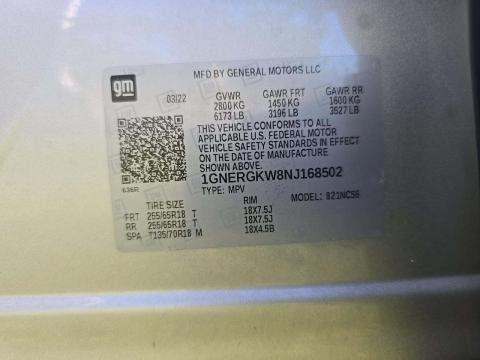 gm
MFD BY GENERAL MOTORS LLC
03/22 GVWR GAWR FRT GAWR RR
2800 KG 1450 KG 1600 KG
6173 LB 3196 LB 3527 LB
THIS VEHICLE CONFORMS TO ALL
APPLICABLE U.S. FEDERAL MOTOR
VEHICLE SAFETY STANDARDS IN EFFECT
ON THE DATE OF MANUFACTURE
1GNERGKW8NJ168502
TYPE: MPV MODEL: 821NC56
TIRE SIZE RIM
FRT 255/65R18 T 18X7.5J
RR 255/65R18 T 18X7.5J
SPA T135/70R18 M 18X4.5B